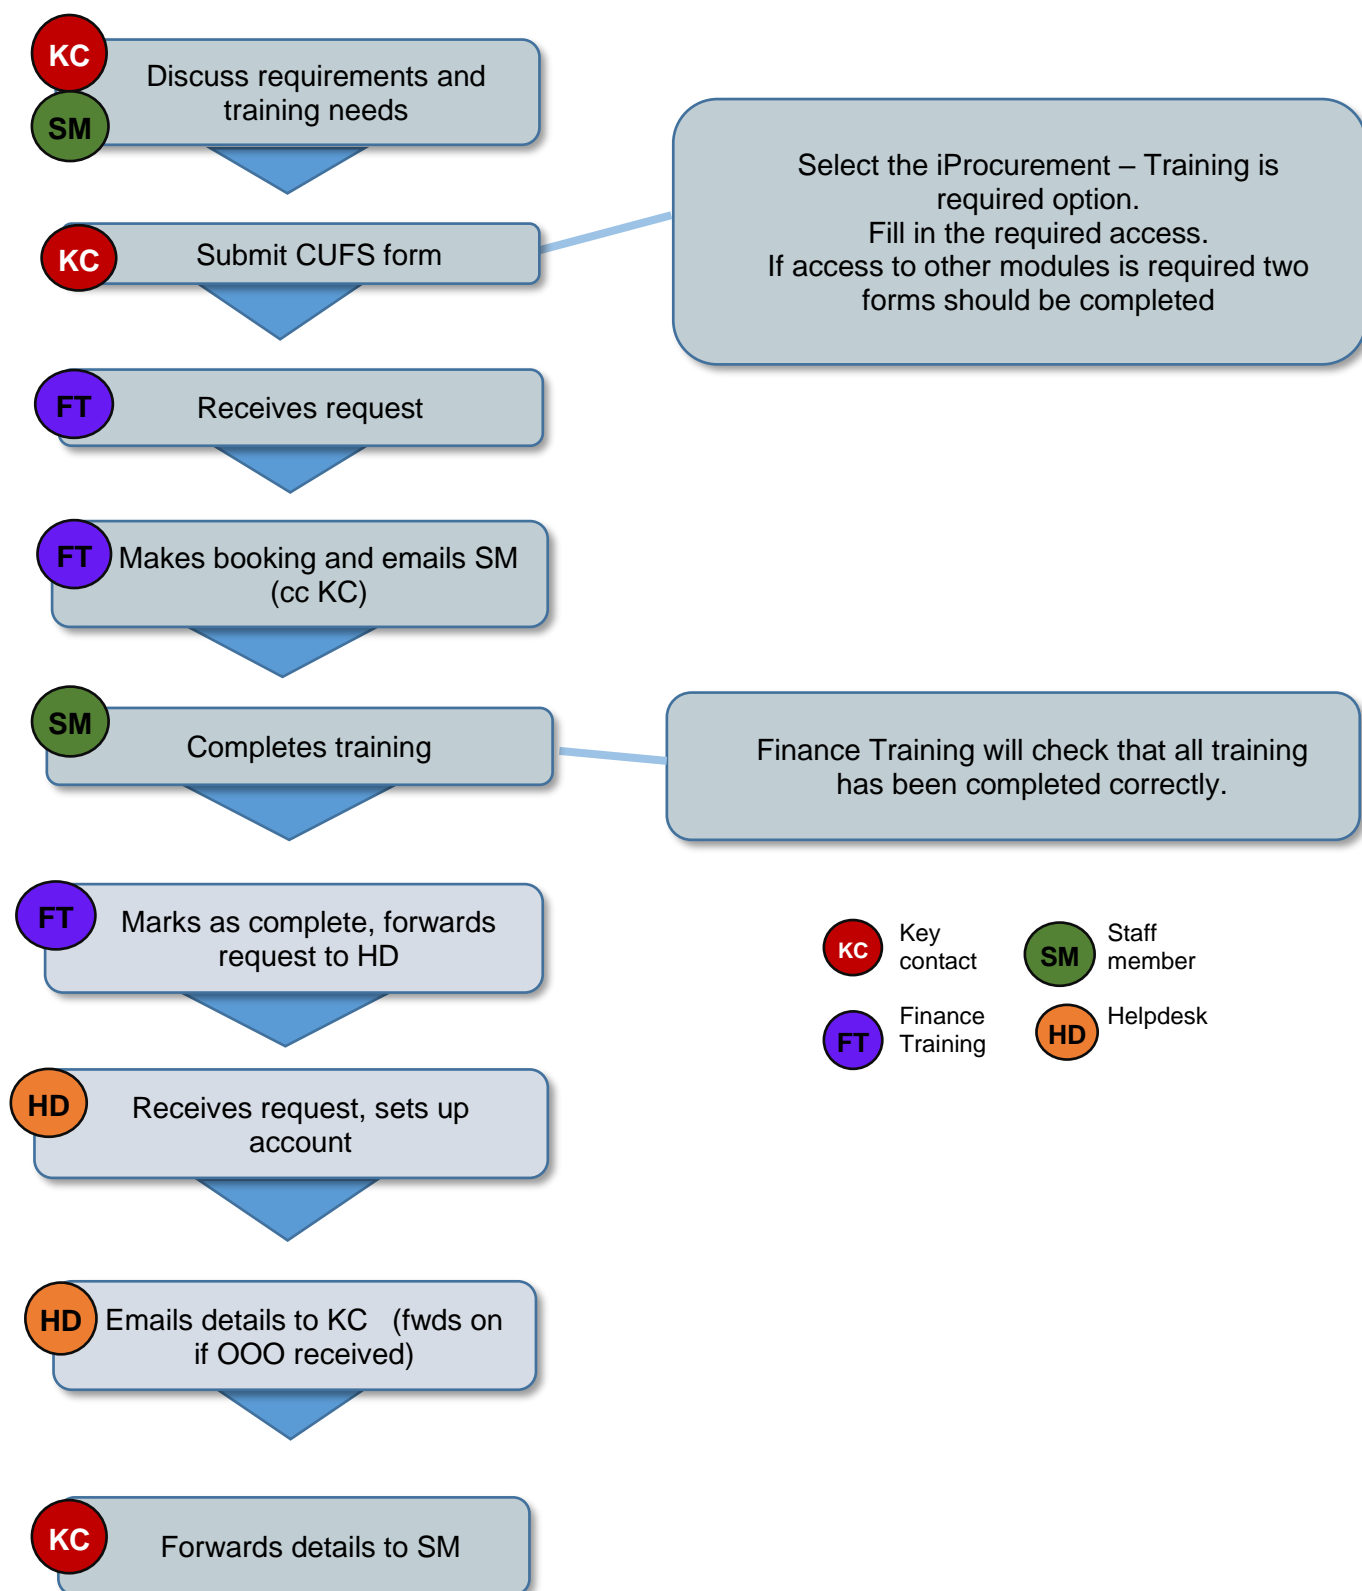 KC
SM
Discuss requirements and
training needs
KC
Submit CUFS form
Select the iProcurement – Training is
required option.
Fill in the required access.
If access to other modules is required two
forms should be completed
FT
Receives request
FT
Makes booking and emails SM
(cc KC)
SM
Completes training
Finance Training will check that all training
has been completed correctly.
FT
Marks as complete, forwards
request to HD
KC
Key
contact
SM
Staff
member
FT
Finance
Training
HD
Helpdesk
HD
Receives request, sets up
account
HD
Emails details to KC (fwds on
if OOO received)
KC
Forwards details to SM